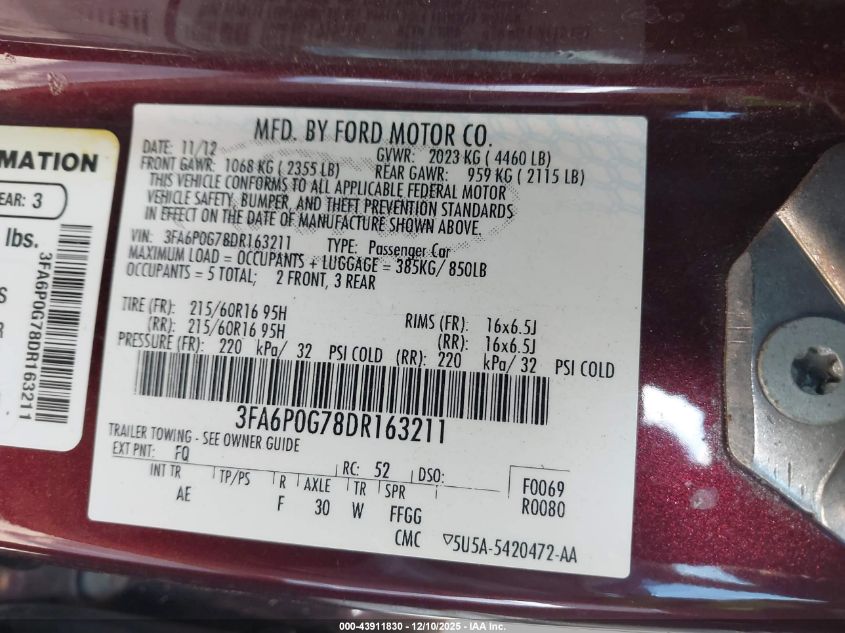 MFD. BY FORD MOTOR CO.
DATE: 11/12 GVWR: 2023 KG ( 4460 LB)
FRONT GAWR: 1068 KG ( 2355 LB) REAR GAWR: 959 KG ( 2115 LB)
THIS VEHICLE CONFORMS TO ALL APPLICABLE FEDERAL MOTOR
VEHICLE SAFETY, BUMPER, AND THEFT PREVENTION STANDARDS
IN EFFECT ON THE DATE OF MANUFACTURE SHOWN ABOVE.
VIN: 3FA6P0G78DR163211 TYPE: Passenger Car
MAXIMUM LOAD = OCCUPANTS + LUGGAGE = 385KG/ 850LB
OCCUPANTS = 5 TOTAL; 2 FRONT, 3 REAR
TIRE (FR): 215/60R16 95H RIMS (FR): 16x6.5J
(RR): 215/60R16 95H (RR): 16x6.5J
PRESSURE (FR): 220 kPa/ 32 PSI COLD (RR): 220 kPa/ 32 PSI COLD
3FA6P0G78DR163211
TRAILER TOWING - SEE OWNER GUIDE
EXT PNT: FQ RC: 52 DSO: F0069
INT TR TP/PS R AXLE TR SPR R0080
AE F 30 W FFGG
CMC 5U5A-5420472-AA
MATION
EAR: 3
lbs.
S
R
3FA6P0G78DR163211
000-43911830 - 12/10/2025 - IAA, Inc.